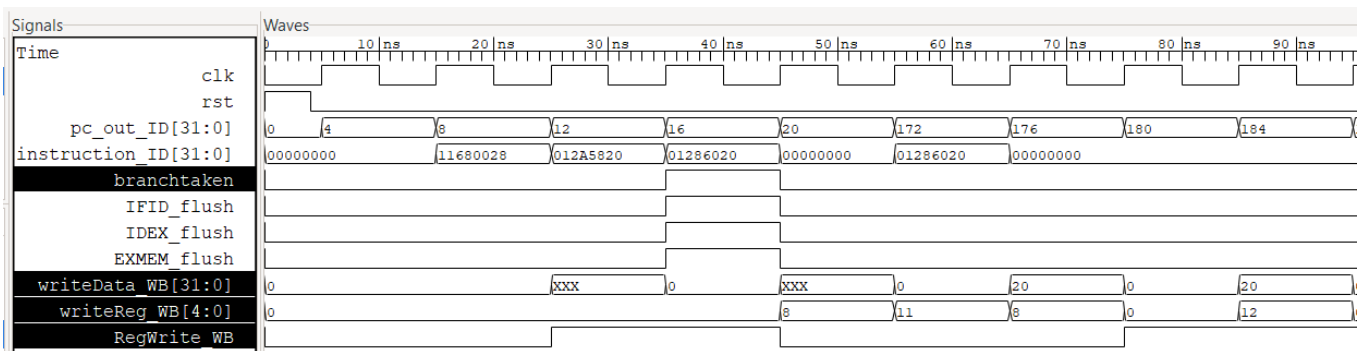 Signals Waves
Time 10 ns 20 ns 30 ns 40 ns 50 ns 60 ns 70 ns 80 ns 90 ns
clk
rst
pc_out_ID[31:0] 0 4 8 12 16 20 172 176 180 184
instruction_ID[31:0] 00000000 11680028 012A5820 01286020 00000000 01286020 00000000
branchtaken
IFID_flush
IDEX_flush
EXMEM_flush
writeData_WB[31:0] 0 XXX 0 XXX 0 20 0 20
writeReg_WB[4:0] 0 8 11 8 0 12
RegWrite_WB